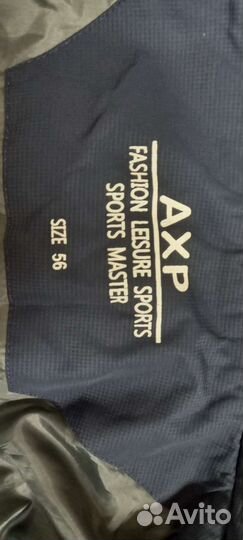 AXP
FASHION LEISURE SPORTS
SPORTS MASTER
SIZE 56
Avito